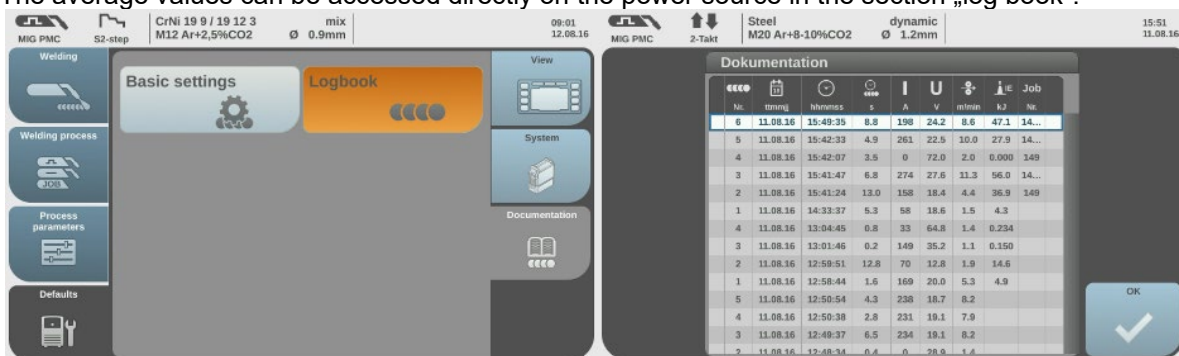 The average values can be accessed directly on the power source in the section „log book“.
MIG PMC
S2-step
CrNi 19 9 / 19 12 3 mix
M12 Ar+2,5%CO2 Ø 0.9mm
09:01
12.08.16
Welding
Welding process
JOB
Process
parameters
Defaults
Basic settings
Logbook
View
System
Documentation
MIG PMC
2-Takt
Steel dynamic
M20 Ar+8-10%CO2 Ø 1.2mm
15:51
11.08.16
Dokumentation
I U IE Job
Nr. ttmmjj hhmmss s A V m/min kJ Nr.
6 11.08.16 15:49:35 8.8 198 24.2 8.6 47.1 14...
5 11.08.16 15:42:33 4.9 261 22.5 10.0 27.9 14...
4 11.08.16 15:42:07 3.5 0 72.0 2.0 0.000 149
3 11.08.16 15:41:47 6.8 274 27.6 11.3 56.0 14...
2 11.08.16 15:41:24 13.0 158 18.4 4.4 36.9 149
1 11.08.16 14:33:37 5.3 58 18.6 1.5 4.3
4 11.08.16 13:04:45 0.8 33 64.8 1.4 0.234
3 11.08.16 13:01:46 0.2 149 35.2 1.1 0.150
2 11.08.16 12:59:51 12.8 70 12.8 1.9 14.6
1 11.08.16 12:58:44 1.6 169 20.0 5.3 4.9
5 11.08.16 12:50:54 4.3 238 18.7 8.2
4 11.08.16 12:50:38 2.8 231 19.1 7.9
3 11.08.16 12:49:37 6.5 234 19.1 8.2
2 11.08.16 12:48:34 0.4 0 28.9 1.4
OK